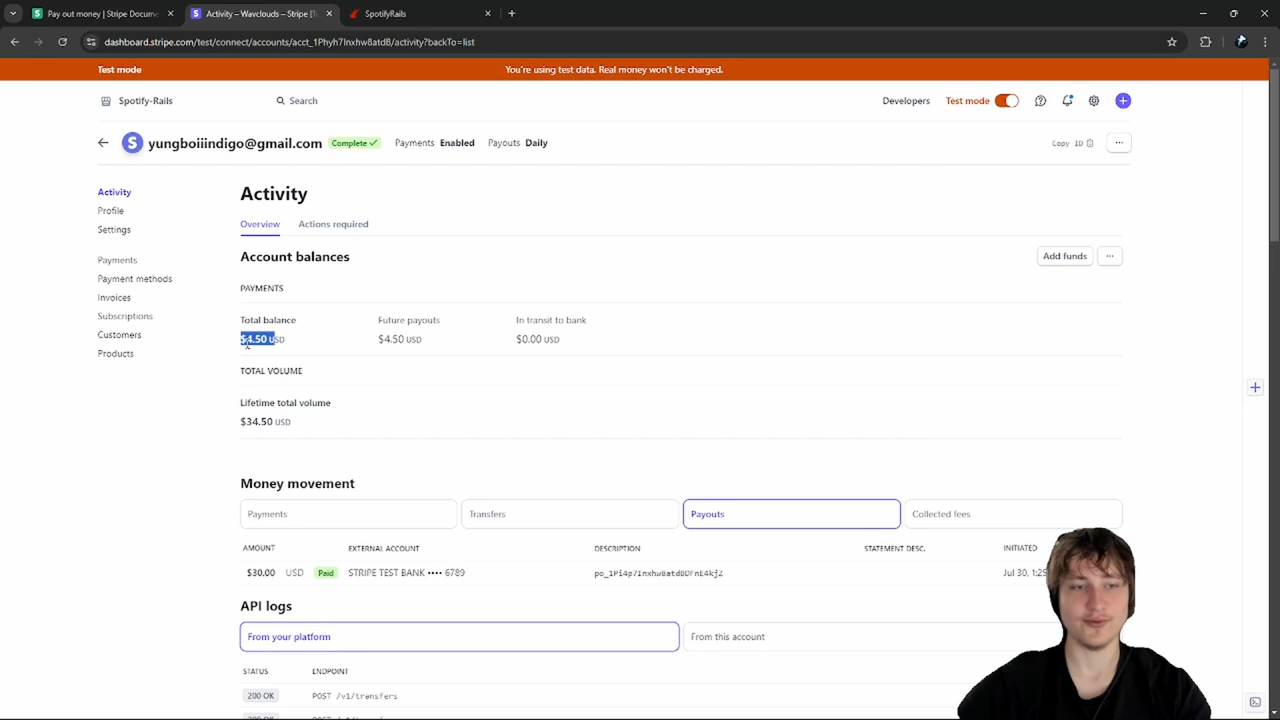 Pay out money | Stripe Docume
Activity – Wavclouds – Stripe [T
SpotifyRails
dashboard.stripe.com/test/connect/accounts/acct_1Phyh7Inxhw8atdB/activity?backTo=list
Test mode
You're using test data. Real money won't be charged.
Spotify-Rails
Search
Developers
Test mode
yungboiiindigo@gmail.com
Complete
Payments Enabled
Payouts Daily
Copy ID
Activity
Profile
Settings
Payments
Payment methods
Invoices
Subscriptions
Customers
Products
Activity
Overview
Actions required
Account balances
Add funds
PAYMENTS
Total balance
Future payouts
In transit to bank
$4.50 USD
$4.50 USD
$0.00 USD
TOTAL VOLUME
Lifetime total volume
$34.50 USD
Money movement
Payments
Transfers
Payouts
Collected fees
AMOUNT
EXTERNAL ACCOUNT
DESCRIPTION
STATEMENT DESC.
INITIATED
$30.00 USD
Paid
STRIPE TEST BANK •••• 6789
Jul 30, 1:25
API logs
From your platform
From this account
STATUS
ENDPOINT
200 OK
POST /v1/transfers